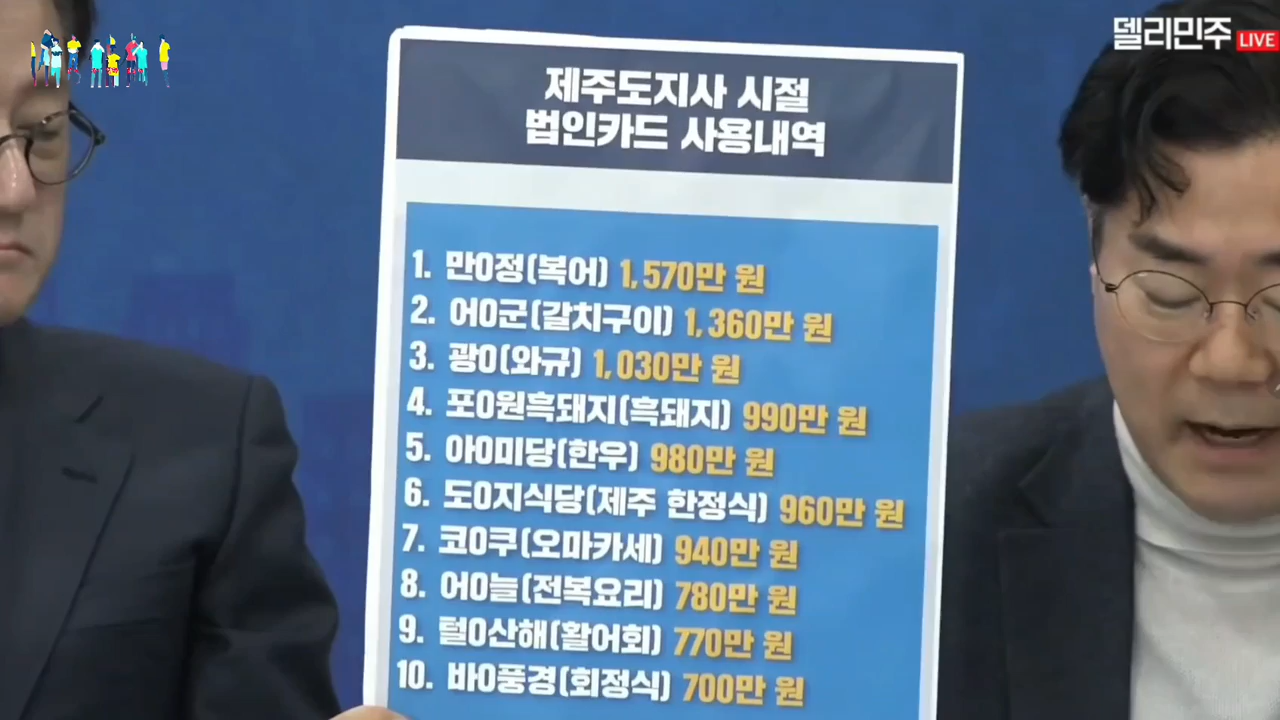 델리민주 LIVE
제주도지사 시절
법인카드 사용내역
1. 만0정(복어) 1,570만 원
2. 어0군(갈치구이) 1,360만 원
3. 광0(와규) 1,030만 원
4. 포0원흑돼지(흑돼지) 990만 원
5. 아0미당(한우) 980만 원
6. 도0지식당(제주 한정식) 960만 원
7. 코0쿠(오마카세) 940만 원
8. 어0늘(전복요리) 780만 원
9. 털0산해(활어회) 770만 원
10. 바0풍경(회정식) 700만 원